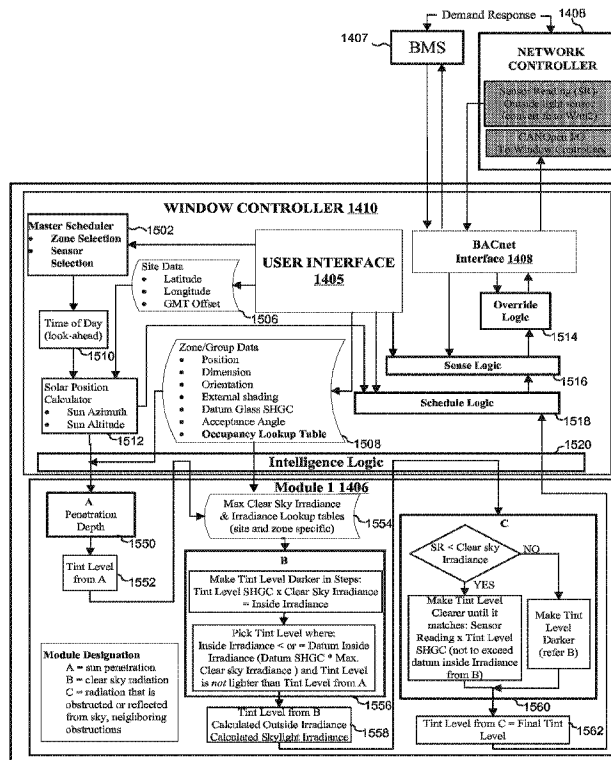 Demand Response
1406
1407
BMS
NETWORK
CONTROLLER
Sensor Reading (SR)
Outside light sensor
(convert to W/m2)
CANOpen I/O
To Window Controllers
WINDOW CONTROLLER 1410
Master Scheduler
• Zone Selection
• Sensor
Selection
1502
Site Data
• Latitude
• Longitude
• GMT Offset
1506
USER INTERFACE
1405
BACnet
Interface 1408
Override
Logic
1514
Time of Day
(look-ahead)
1510
Zone/Group Data
• Position
• Dimension
• Orientation
• External shading
• Datum Glass SHGC
• Acceptance Angle
• Occupancy Lookup Table
1508
Sense Logic
1516
Solar Position
Calculator
• Sun Azimuth
• Sun Altitude
1512
Schedule Logic
1518
1520
Intelligence Logic
Module 1 1406
A
Penetration
Depth
1550
Max Clear Sky Irradiance
& Irradiance Lookup tables
(site and zone specific)
1554
Tint Level
from A
1552
B
Make Tint Level Darker in Steps:
Tint Level SHGC x Clear Sky Irradiance
= Inside Irradiance
Pick Tint Level where:
Inside Irradiance < or = Datum Inside
Irradiance (Datum SHGC * Max.
Clear sky Irradiance ) and Tint Level
is not lighter than Tint Level from A
1556
Tint Level from B
Calculated Outside Irradiance
Calculated Skylight Irradiance
1558
C
SR < Clear sky
Irradiance
NO
YES
Make Tint Level
Clearer until it
matches: Sensor
Reading x Tint Level
SHGC (not to exceed
datum inside irradiance
from B)
Make Tint
Level
Darker
(refer B)
1560
Tint Level from C = Final Tint
Level
1562
Module Designation
A = sun penetration
B = clear sky radiation
C = radiation that is
obstructed or reflected
from sky, neighboring
obstructions